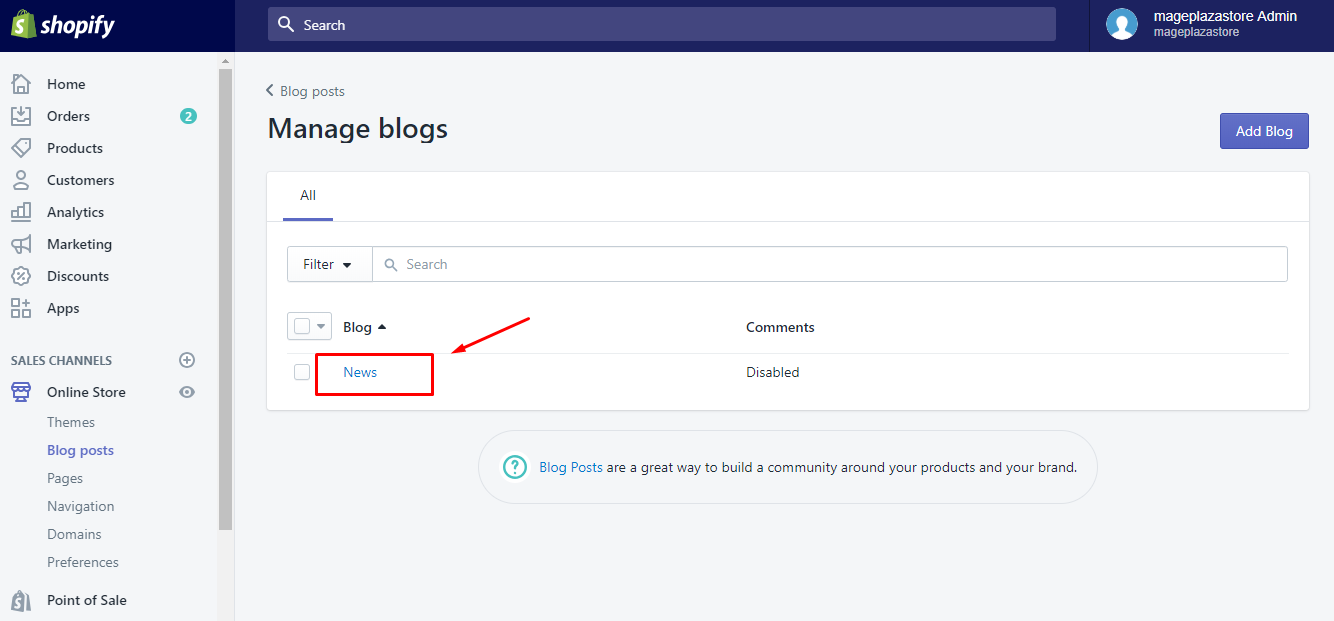 shopify
Search
mageplazastore Admin
mageplazastore
Home
Orders 2
Products
Customers
Analytics
Marketing
Discounts
Apps
SALES CHANNELS
Online Store
Themes
Blog posts
Pages
Navigation
Domains
Preferences
Point of Sale
Blog posts
Manage blogs
Add Blog
All
Filter Search
Blog Comments
News Disabled
? Blog Posts are a great way to build a community around your products and your brand.